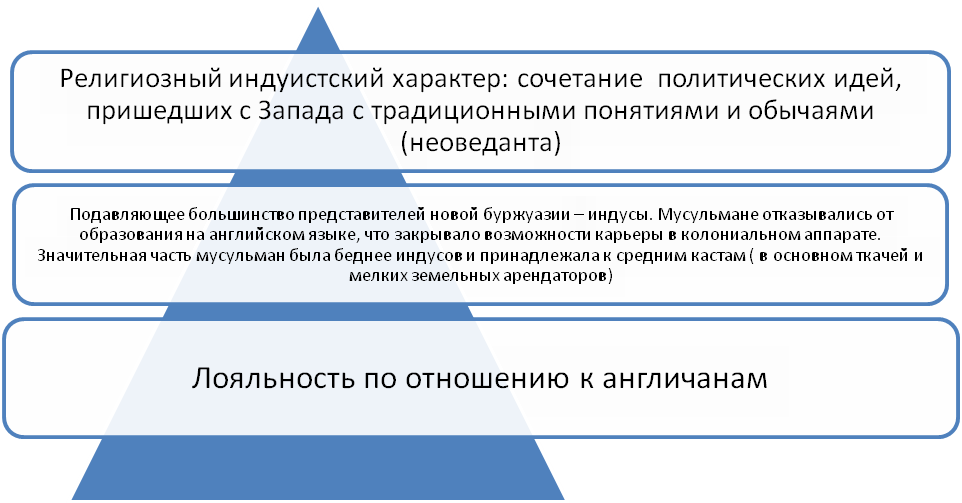 Религиозный индуистский характер: сочетание  политических идей,
пришедших с Запада с традиционными понятиями и обычаями
(неоведанта)
Подавляющее большинство представителей новой буржуазии – индусы. Мусульмане отказывались от
образования на английском языке, что закрывало возможности карьеры в колониальном аппарате.
Значительная часть мусульман была беднее индусов и принадлежала к средним кастам ( в основном ткачей и
мелких земельных арендаторов)
Лояльность по отношению к англичанам